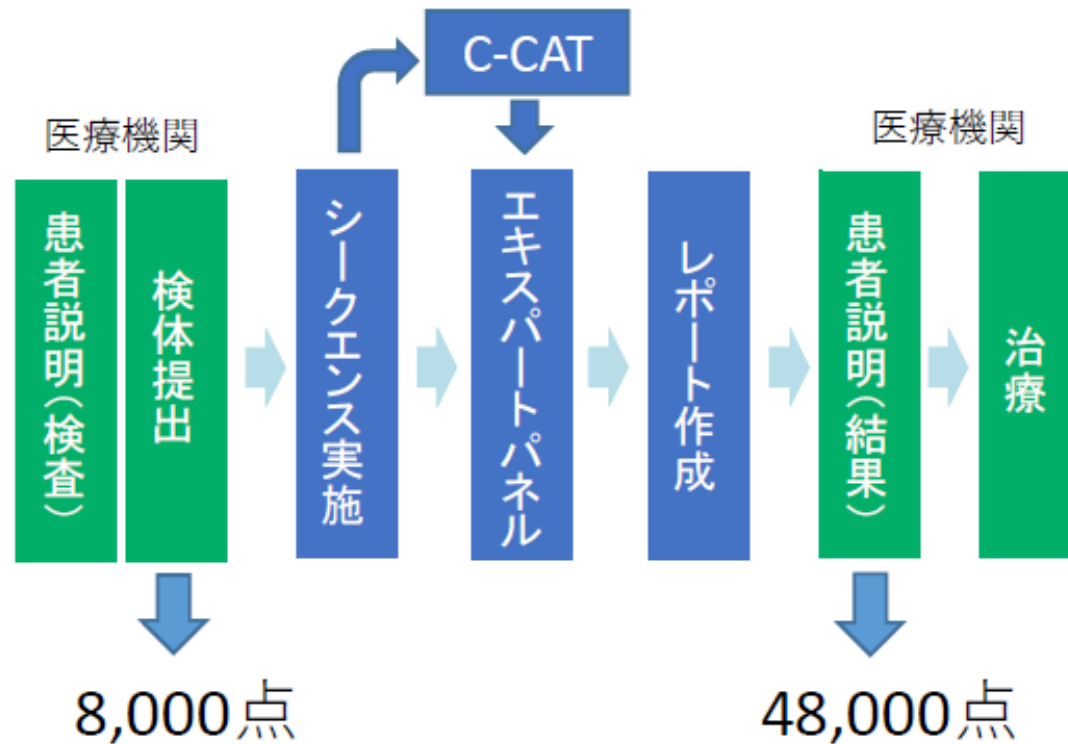 C-CAT
医療機関
医療機関
患者説明(検査)
検体提出
シークエンス実施
エキスパートパネル
レポート作成
患者説明(結果)
治療
8,000点
48,000点